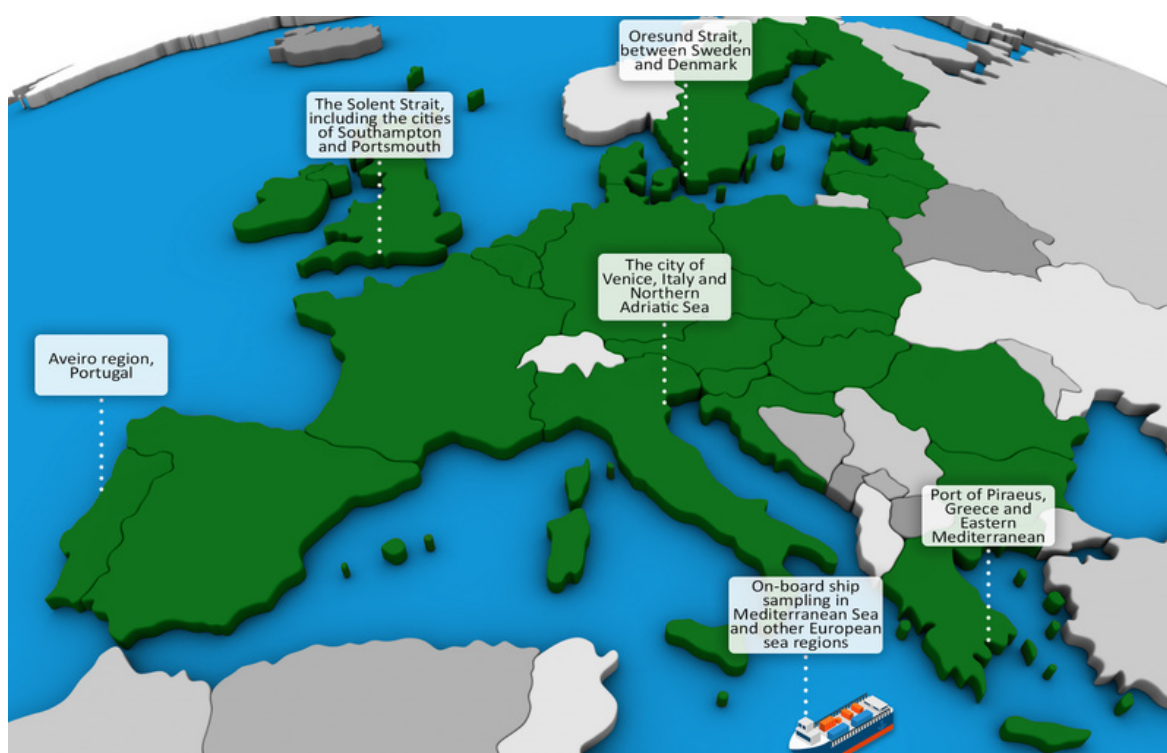 Oresund Strait,
between Sweden
and Denmark
The Solent Strait,
including the cities
of Southampton
and Portsmouth
The city of
Venice, Italy and
Northern
Adriatic Sea
Aveiro region,
Portugal
Port of Piraeus,
Greece and
Eastern
Mediterranean
On-board ship
sampling in
Mediterranean Sea
and other European
sea regions